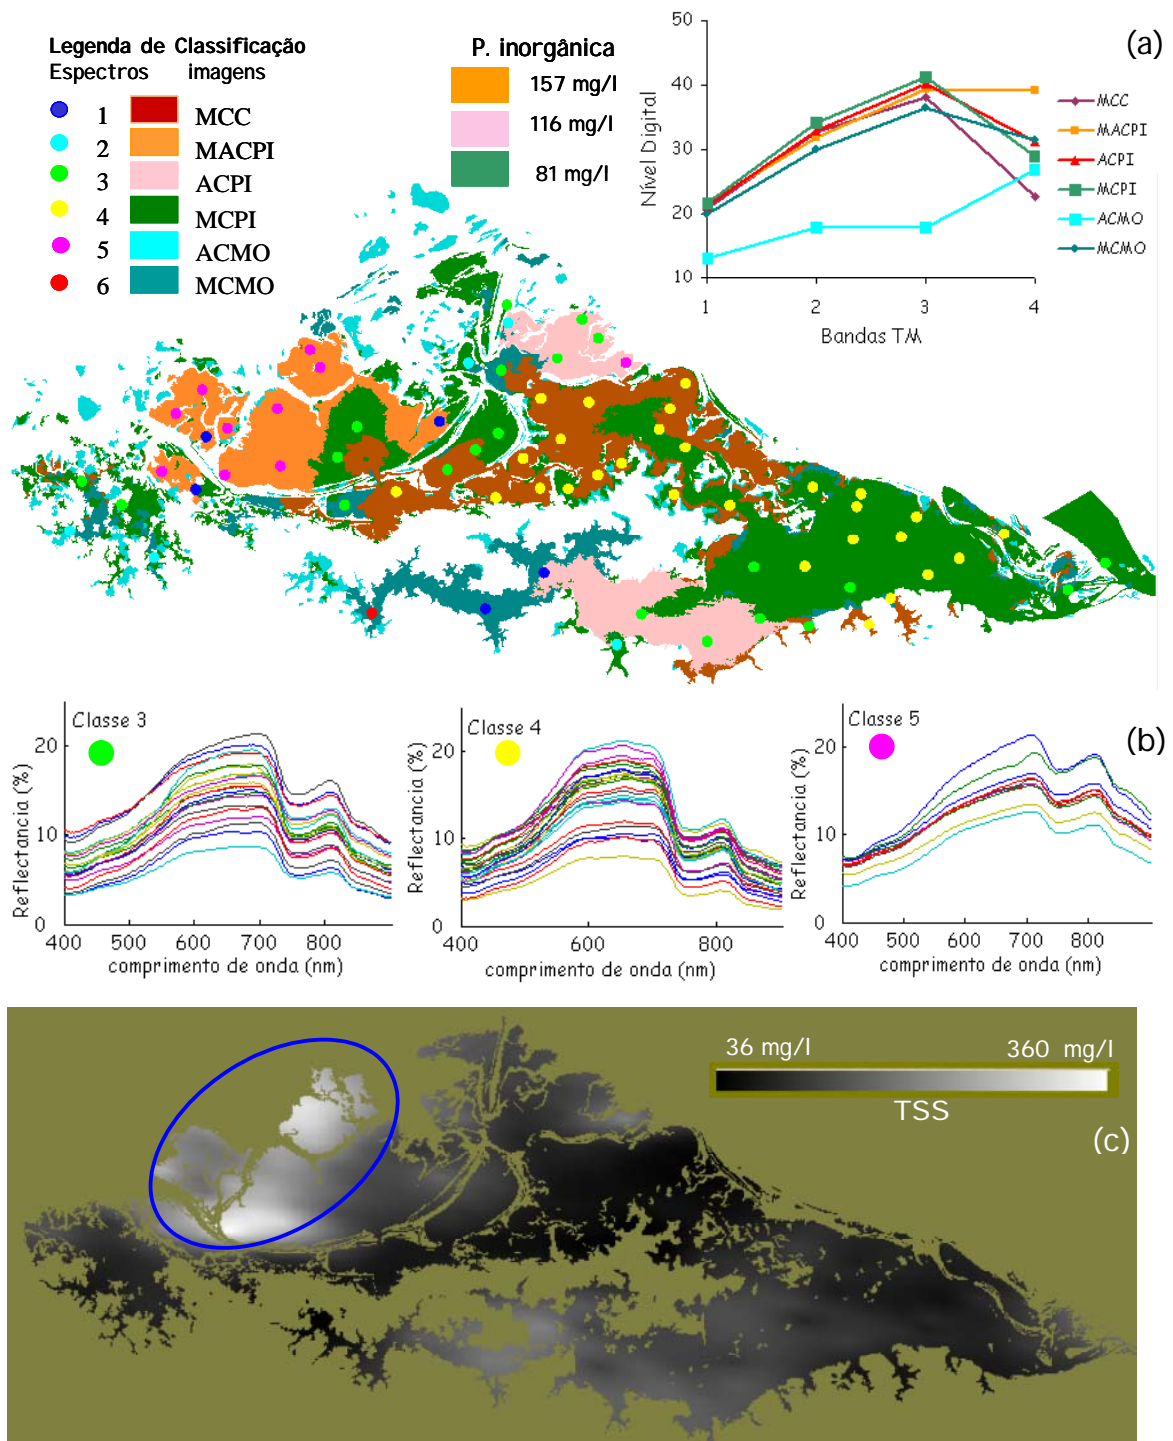 Legenda de Classificação
Espectros imagens
1 MCC
2 MACPI
3 ACPI
4 MCPI
5 ACMO
6 MCMO
P. inorgânica
157 mg/l
116 mg/l
81 mg/l
(a)
50
40
30
20
10
Nível Digital
1 2 3 4
Bandas TM
MCC
MACPI
ACPI
MCPI
ACMO
MCMO
(b)
Classe 3
20
10
0
Reflectancia (%)
400 500 600 700 800
comprimento de onda (nm)
Classe 4
20
10
0
Reflectancia (%)
400 500 600 700 800
comprimento de onda (nm)
Classe 5
20
10
0
Reflectancia (%)
400 500 600 700 800
comprimento de onda (nm)
36 mg/l 360 mg/l
TSS
(c)